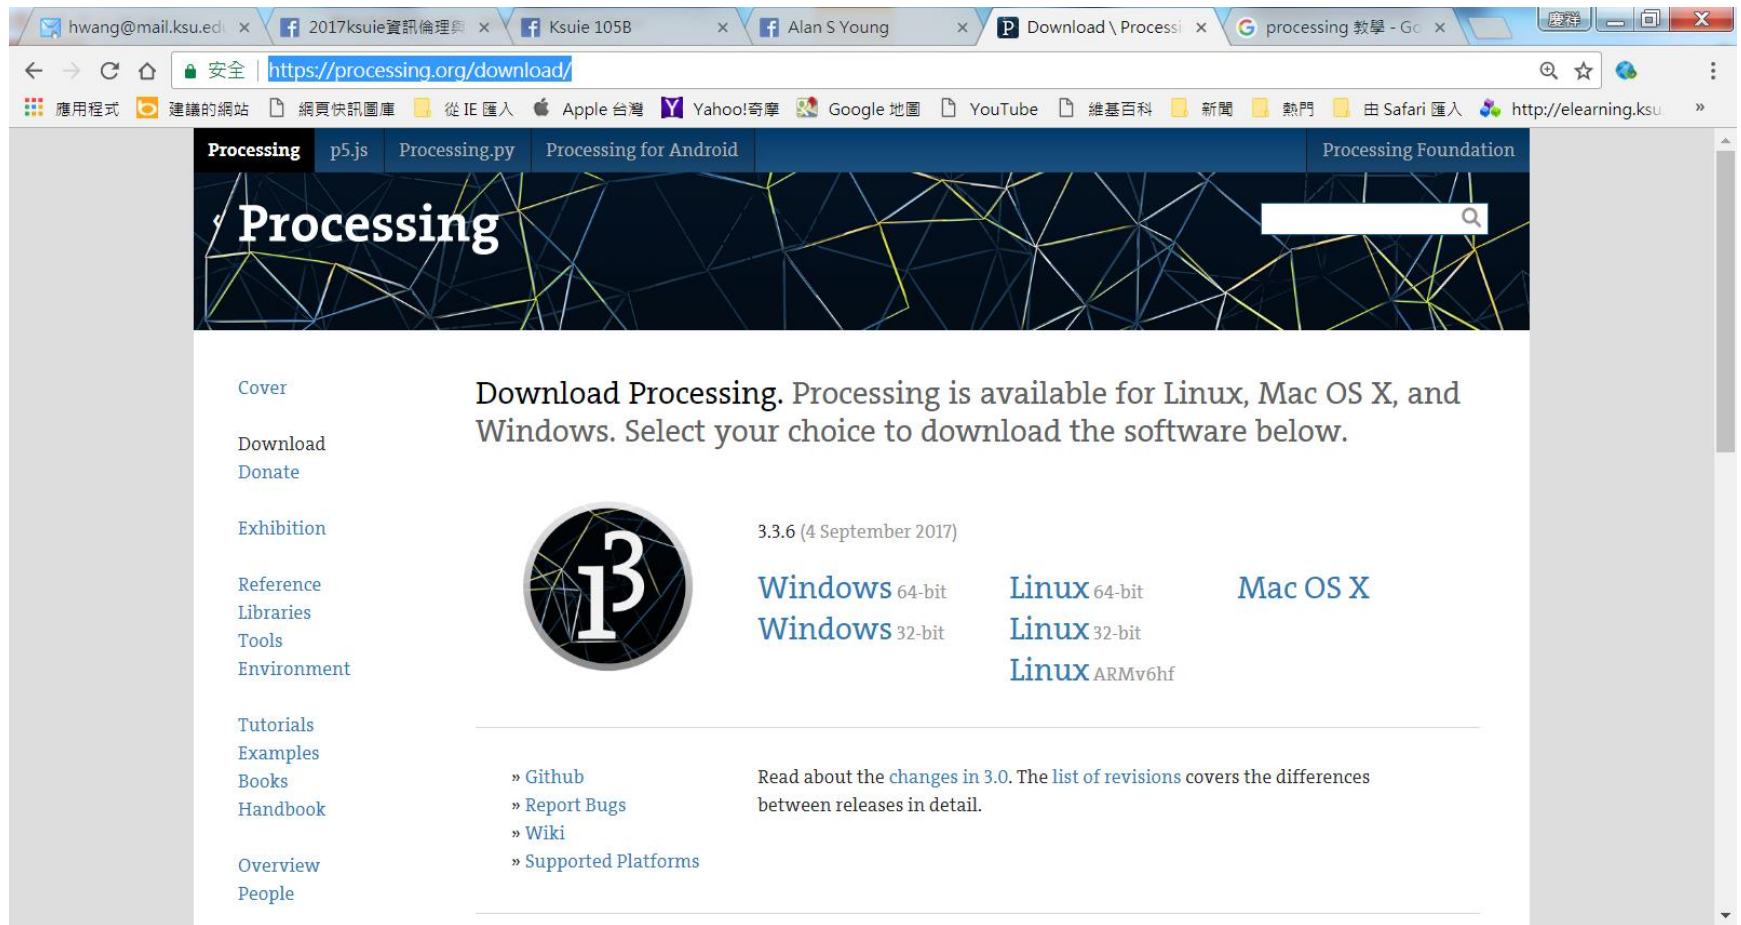 hwang@mail.ksu.ed
2017ksuie資訊倫理與
Ksuie 105B
Alan S Young
Download \ Processi
processing 教學 - Go
慶祥
安全
https://processing.org/download/
應用程式
建議的網站
網頁快訊圖庫
從 IE 匯入
Apple 台灣
Yahoo!奇摩
Google 地圖
YouTube
維基百科
新聞
熱門
由 Safari 匯入
http://elearning.ksu
»
Processing
p5.js
Processing.py
Processing for Android
Processing Foundation
Processing
Cover
Download
Donate
Exhibition
Reference
Libraries
Tools
Environment
Tutorials
Examples
Books
Handbook
Overview
People
Download Processing. Processing is available for Linux, Mac OS X, and
Windows. Select your choice to download the software below.
3
3.3.6 (4 September 2017)
Windows 64-bit
Windows 32-bit
Linux 64-bit
Linux 32-bit
Linux ARMv6hf
Mac OS X
» Github
» Report Bugs
» Wiki
» Supported Platforms
Read about the changes in 3.0. The list of revisions covers the differences
between releases in detail.